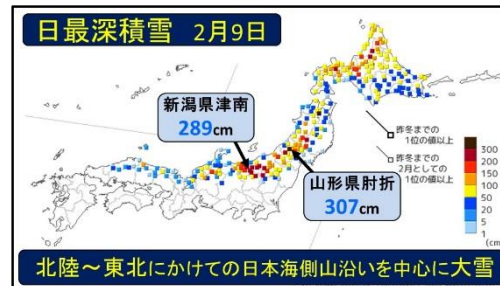 日最深積雪 2月9日
新潟県津南
289cm
山形県肘折
307cm
昨冬までの
1位の値以上
昨冬までの
2月としての
1位の値以上
300
200
150
100
50
20
5
1
(cm)
北陸~東北にかけての日本海側山沿いを中心に大雪